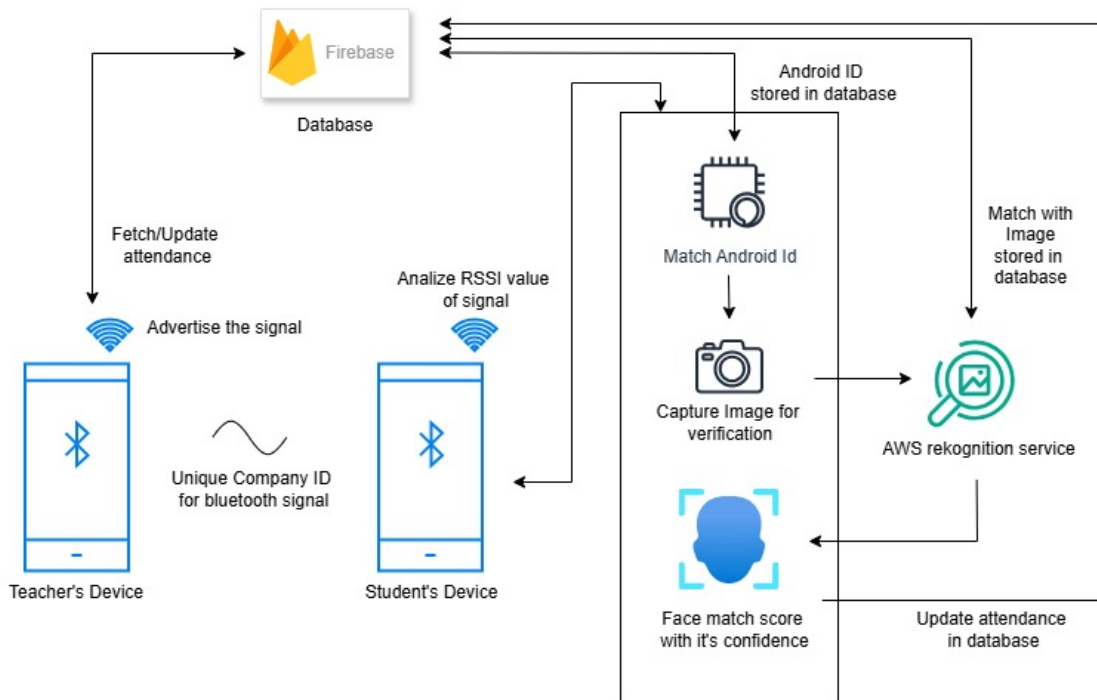 Firebase
Database
Android ID
stored in database
Fetch/Update
attendance
Analize RSSI value
of signal
Match Android Id
Match with
Image
stored in
database
Advertise the signal
Capture Image for
verification
AWS rekognition service
Unique Company ID
for bluetooth signal
Teacher's Device
Student's Device
Face match score
with it's confidence
Update attendance
in database